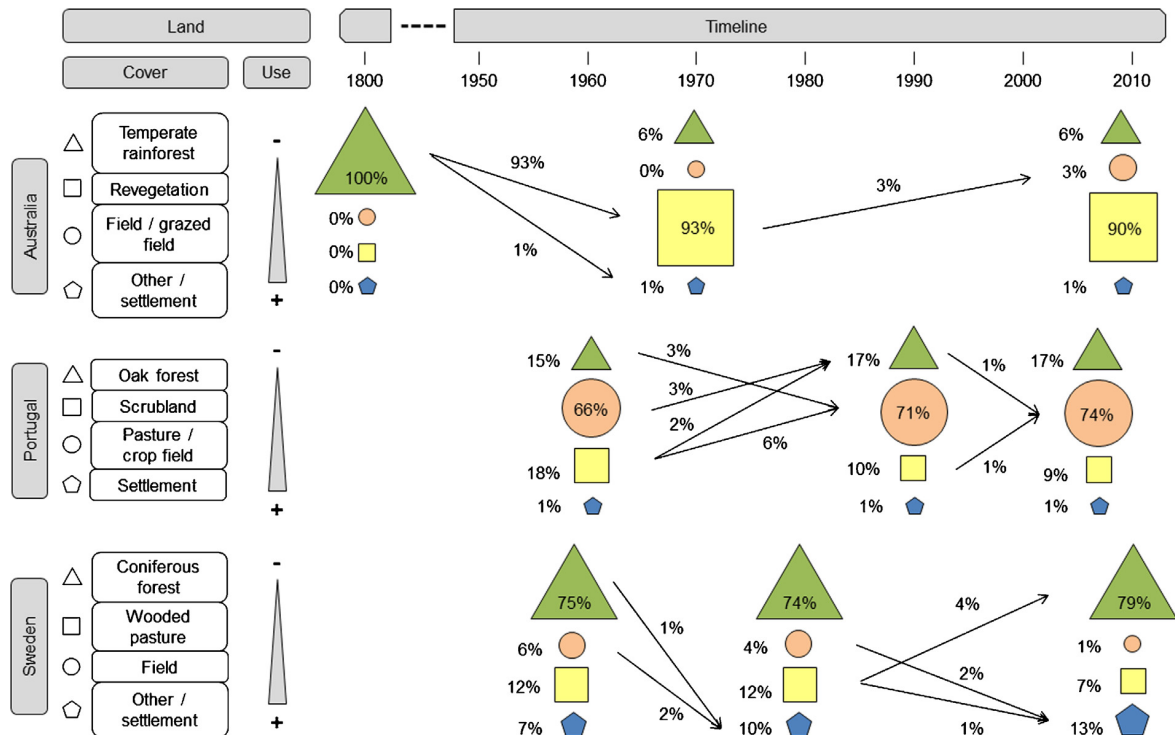 Land
Timeline
Cover
Use
1800
1950
1960
1970
1980
1990
2000
2010
Australia
Temperate
rainforest
Revegetation
Field / grazed
field
Other /
settlement
-
+
100%
0%
0%
0%
93%
1%
6%
0%
93%
1%
3%
6%
3%
90%
1%
Portugal
Oak forest
Scrubland
Pasture /
crop field
Settlement
-
+
15%
66%
18%
1%
3%
3%
2%
6%
17%
71%
10%
1%
1%
1%
17%
74%
9%
1%
Sweden
Coniferous
forest
Wooded
pasture
Field
Other /
settlement
-
+
75%
6%
12%
7%
1%
2%
74%
4%
12%
10%
4%
2%
1%
79%
1%
7%
13%